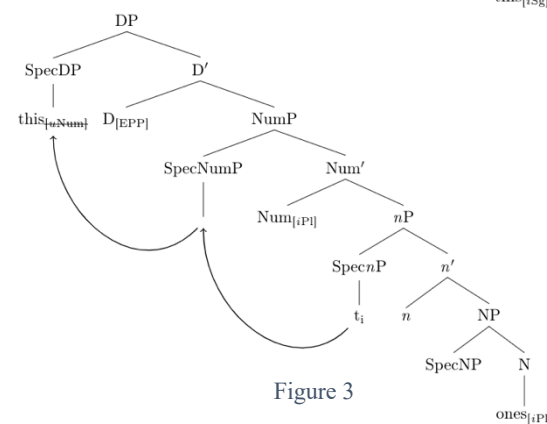 this[iSg]
DP
SpecDP D′
this[uNum] D[EPP] NumP
SpecNumP Num′
Num[iPl] nP
SpecnP n′
ti n NP
SpecNP N
ones[iPl
Figure 3